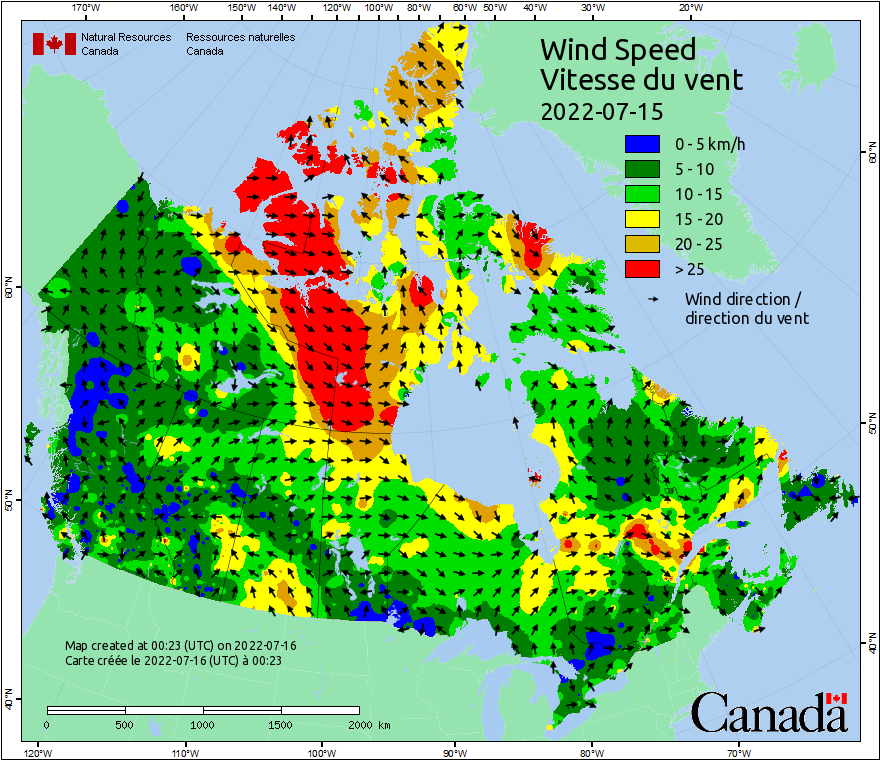 170°W 160°W 150°W 140°W 120°W 110°W 100°W 80°W 60°W 50°W 40°W 30°W 20°W
Natural Resources Ressources naturelles
Canada Canada
Wind Speed
Vitesse du vent
2022-07-15
0 - 5 km/h
5 - 10
10 - 15
15 - 20
20 - 25
> 25
Wind direction /
direction du vent
60°N
60°N
50°N
50°N
40°N
40°N
Map created at 00:23 (UTC) on 2022-07-16
Carte créée le 2022-07-16 (UTC) à 00:23
0 500 1000 1500 2000 km
Canada
120°W 110°W 100°W 90°W 80°W 70°W